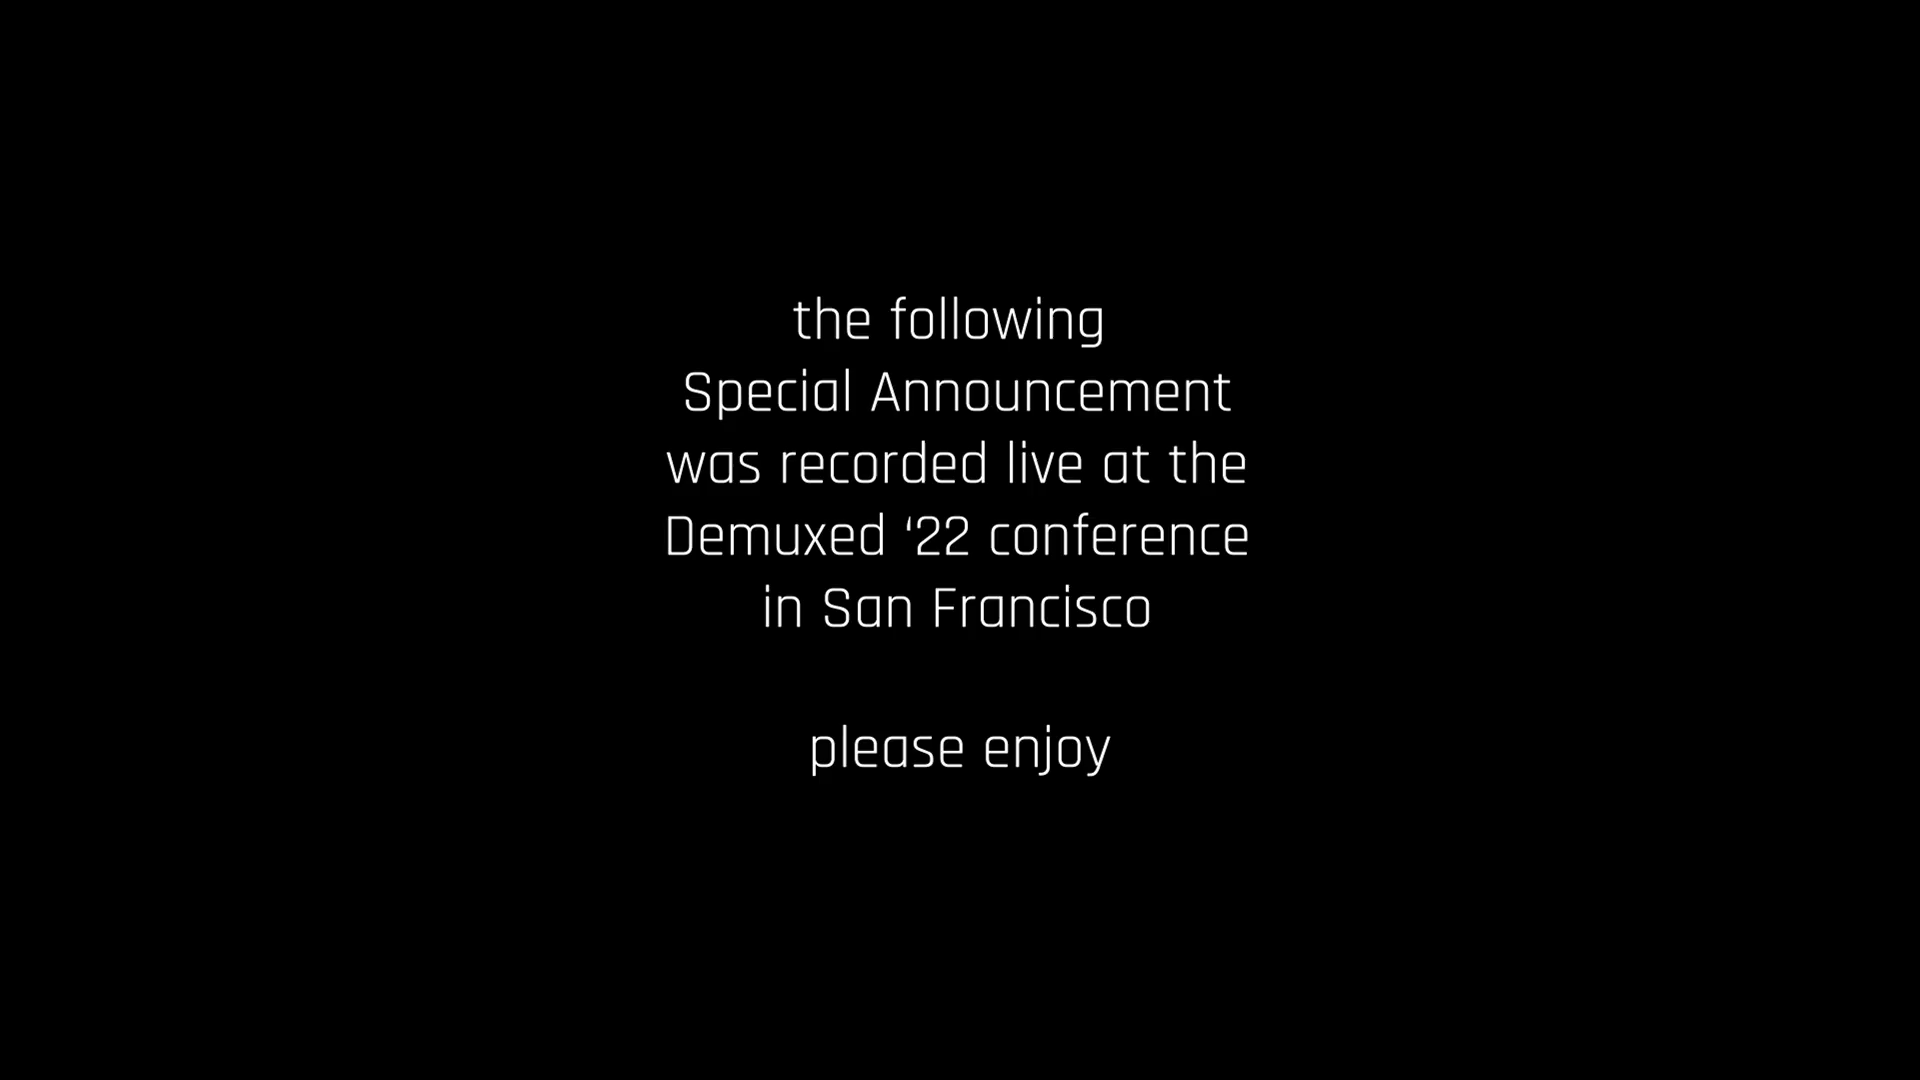 the following
Special Announcement
was recorded live at the
Demuxed ‘22 conference
in San Francisco
please enjoy